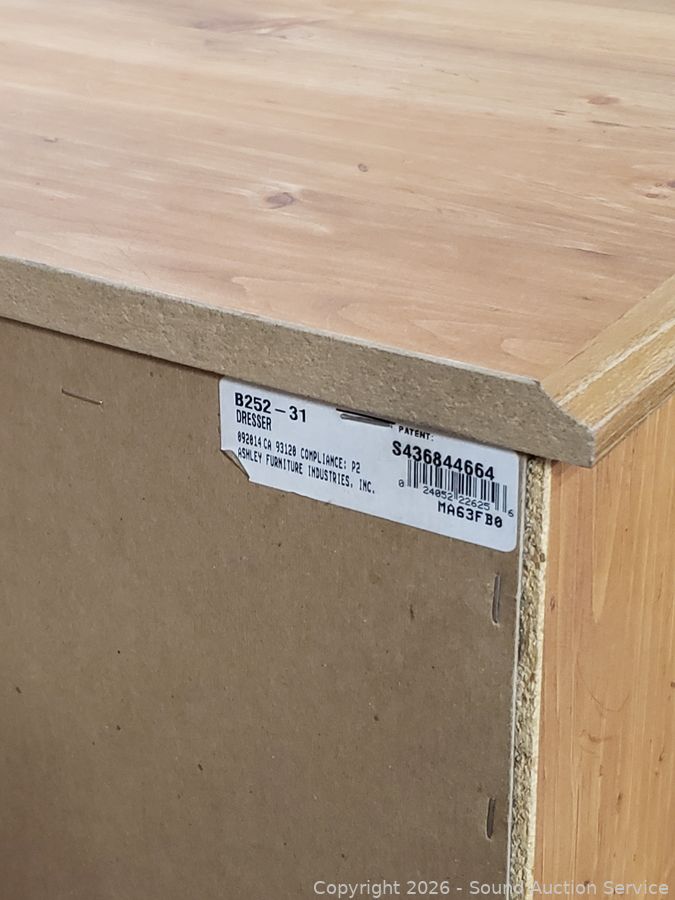 B252-31
DRESSER
092014 CA 93120 COMPLIANCE: P2
ASHLEY FURNITURE INDUSTRIES, INC.
PATENT:
S436844664
0 24052 22625 6
MA63FB0
Copyright 2026 - Sound Auction Service